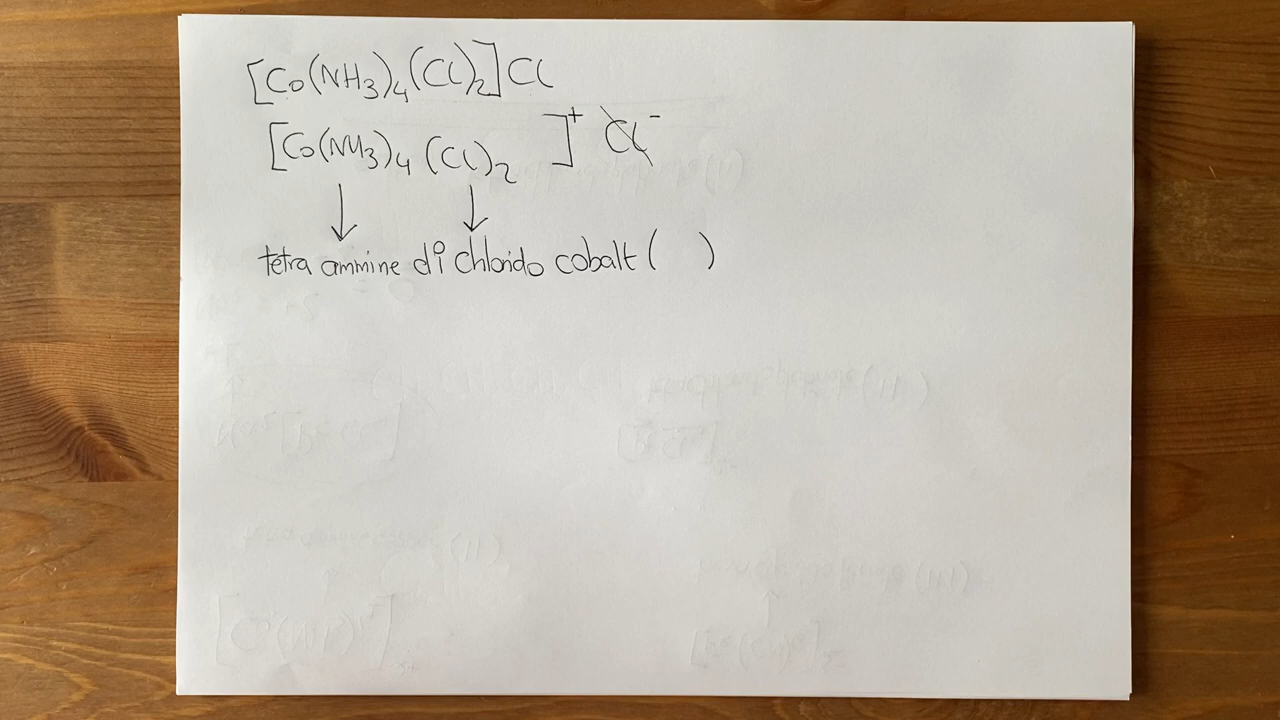 [Co(NH3)4(Cl)2]Cl
[Co(NH3)4 (Cl)2 ]+ Cl-
tetra ammine di chlorido cobalt ( )